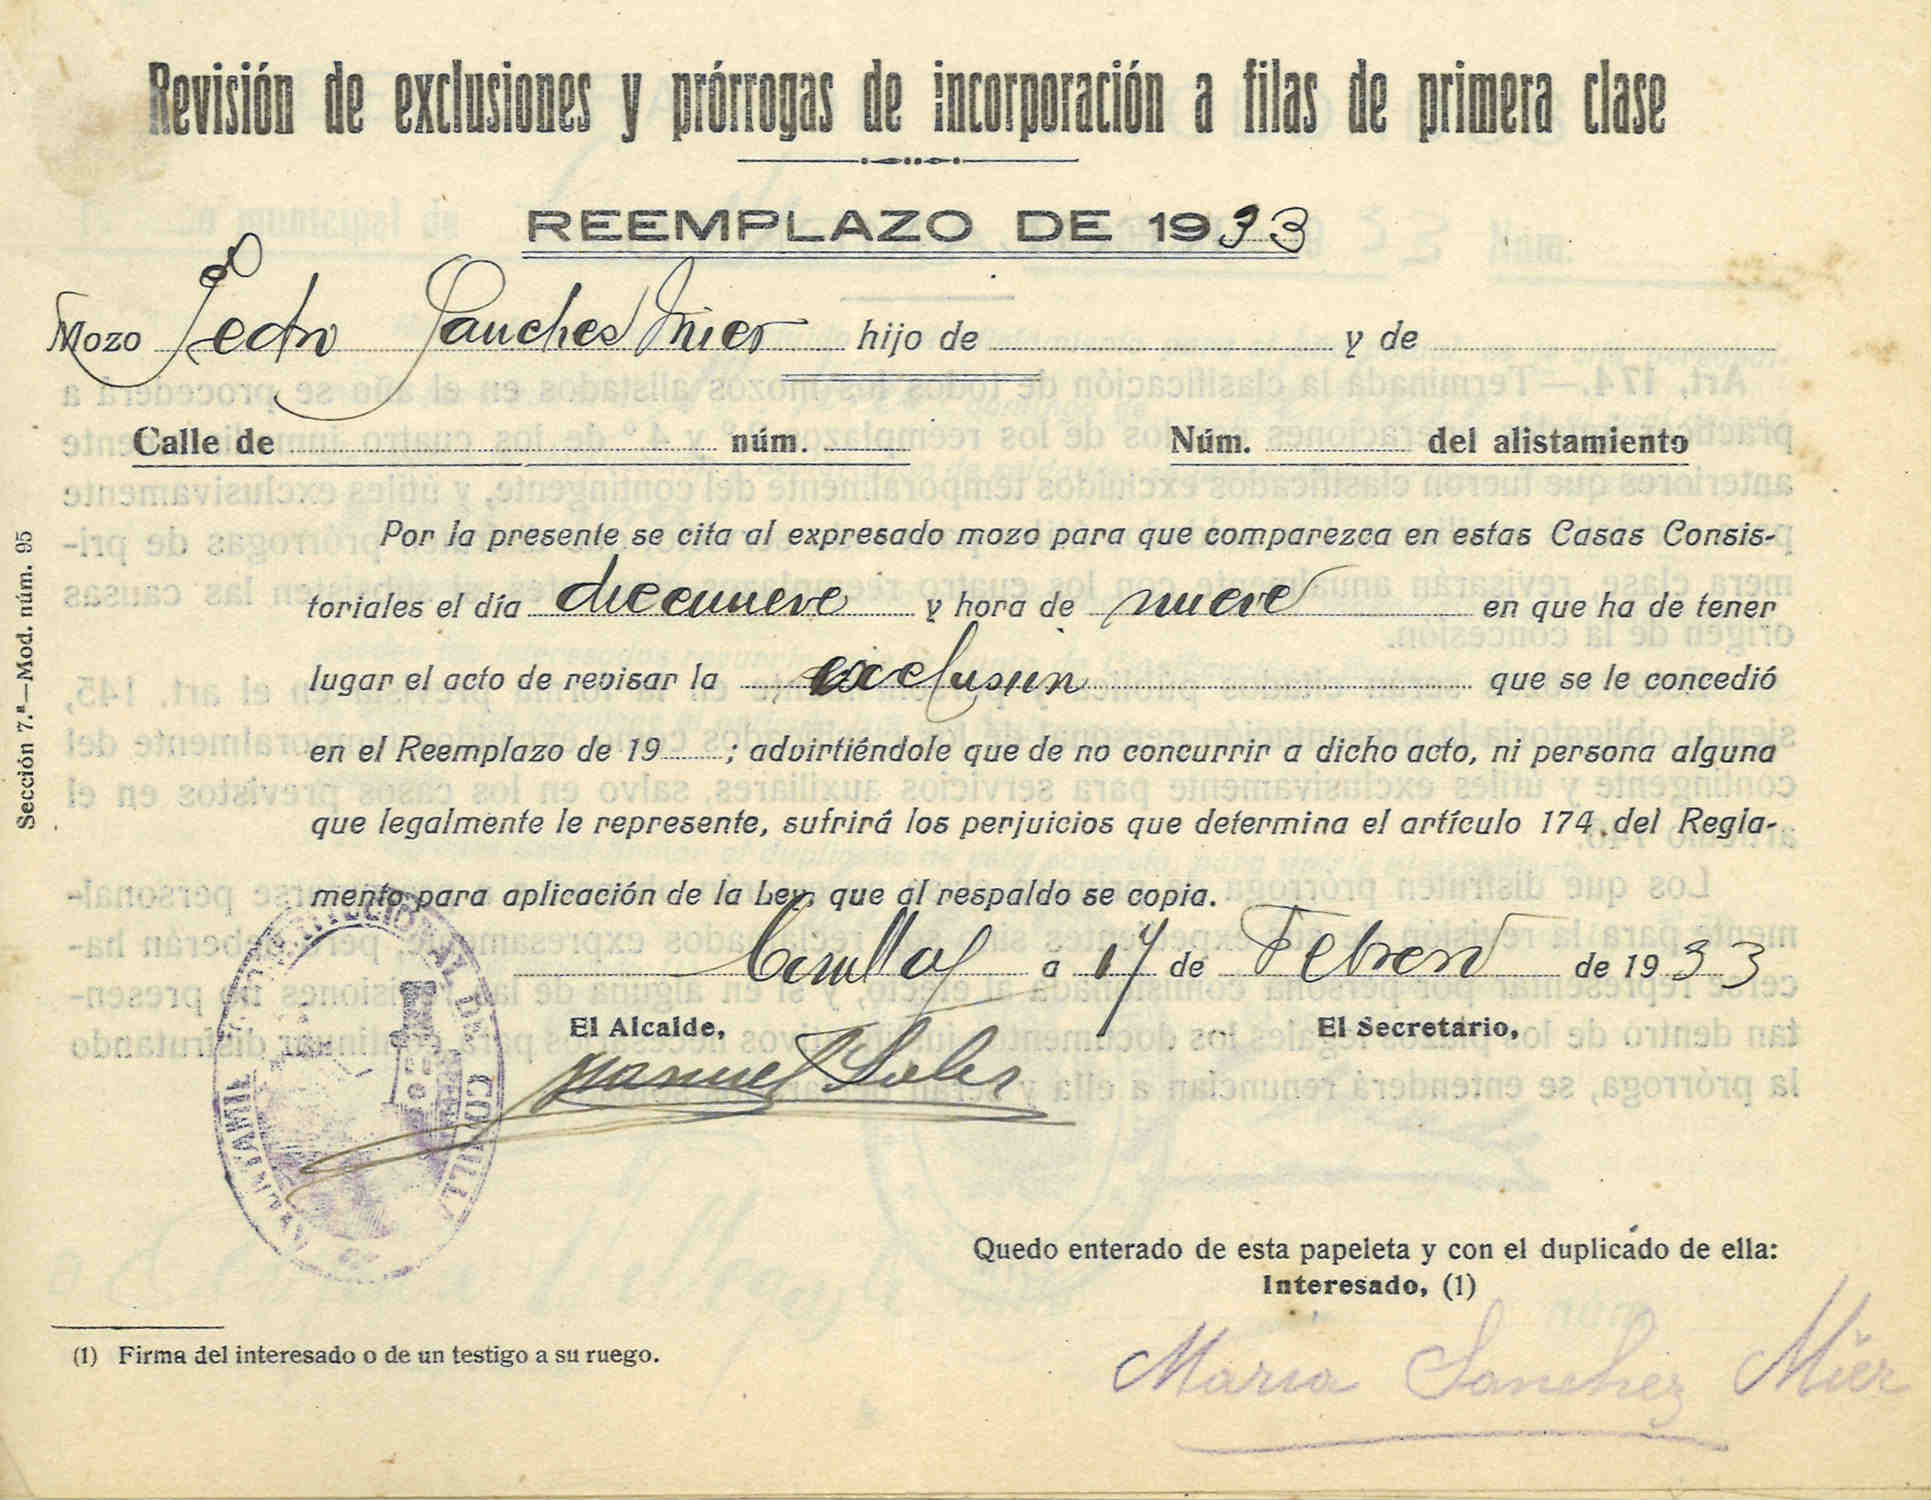 Revisión de exclusiones y prórrogas de incorporación a filas de primera clase
REEMPLAZO DE 1933
Mozo Pedro Sanches Mier hijo de y de
Calle de núm. Núm. del alistamiento
Por la presente se cita al expresado mozo para que comparezca en estas Casas Consis-
toriales el día diecinueve y hora de nueve en que ha de tener
lugar el acto de revisar la exclusion que se le concedió
en el Reemplazo de 19 ; advirtiéndole que de no concurrir a dicho acto, ni persona alguna
que legalmente le represente, sufrirá los perjuicios que determina el artículo 174 del Regla-
mento para aplicación de la Ley, que al respaldo se copia.
Comillas a 17 de Febrero de 1933
El Alcalde, El Secretario,
Manuel
AYUNTAMIENTO CONSTITUCIONAL DE COMILLAS
Quedo enterado de esta papeleta y con el duplicado de ella:
Interesado, (1)
Maria Sanchez Mier
(1) Firma del interesado o de un testigo a su ruego.
Sección 7.ª—Mod. núm. 95